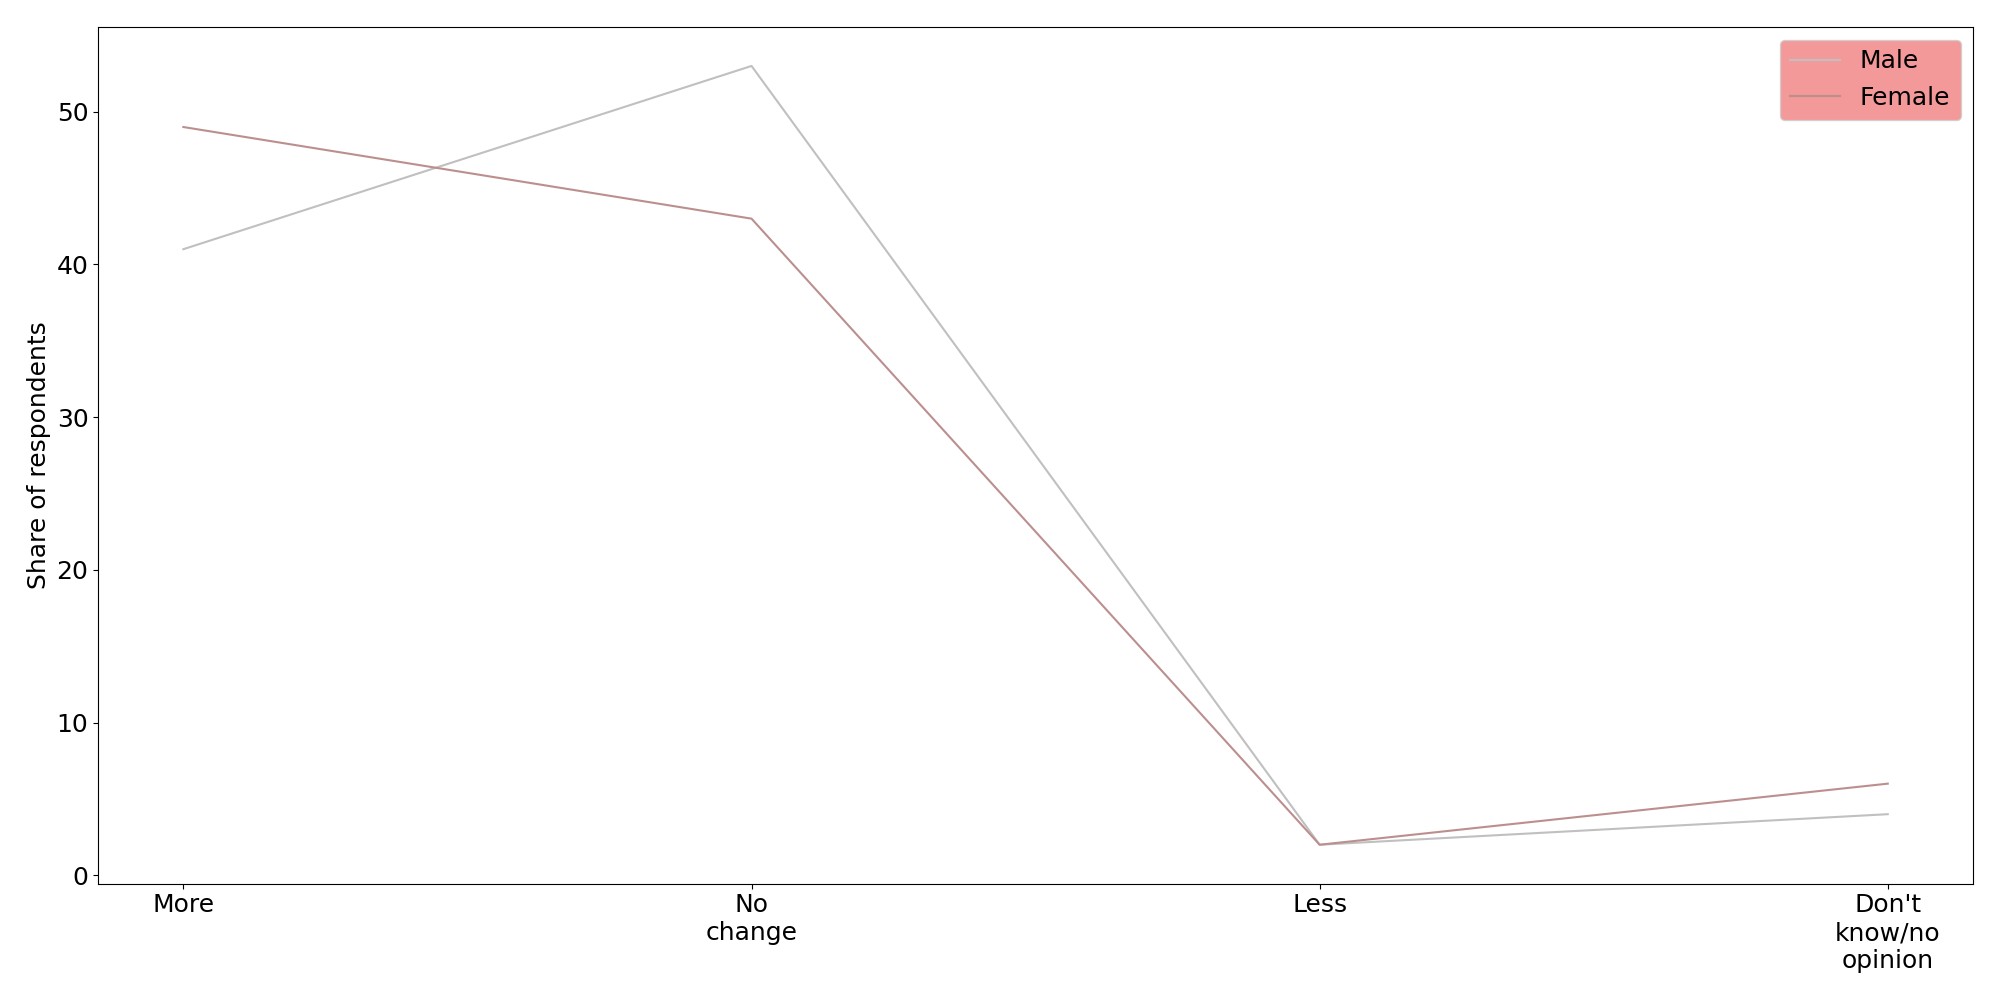 Male
Female
50
40
30
20
10
0
Share of respondents
More
No
change
Less
Don't
know/no
opinion